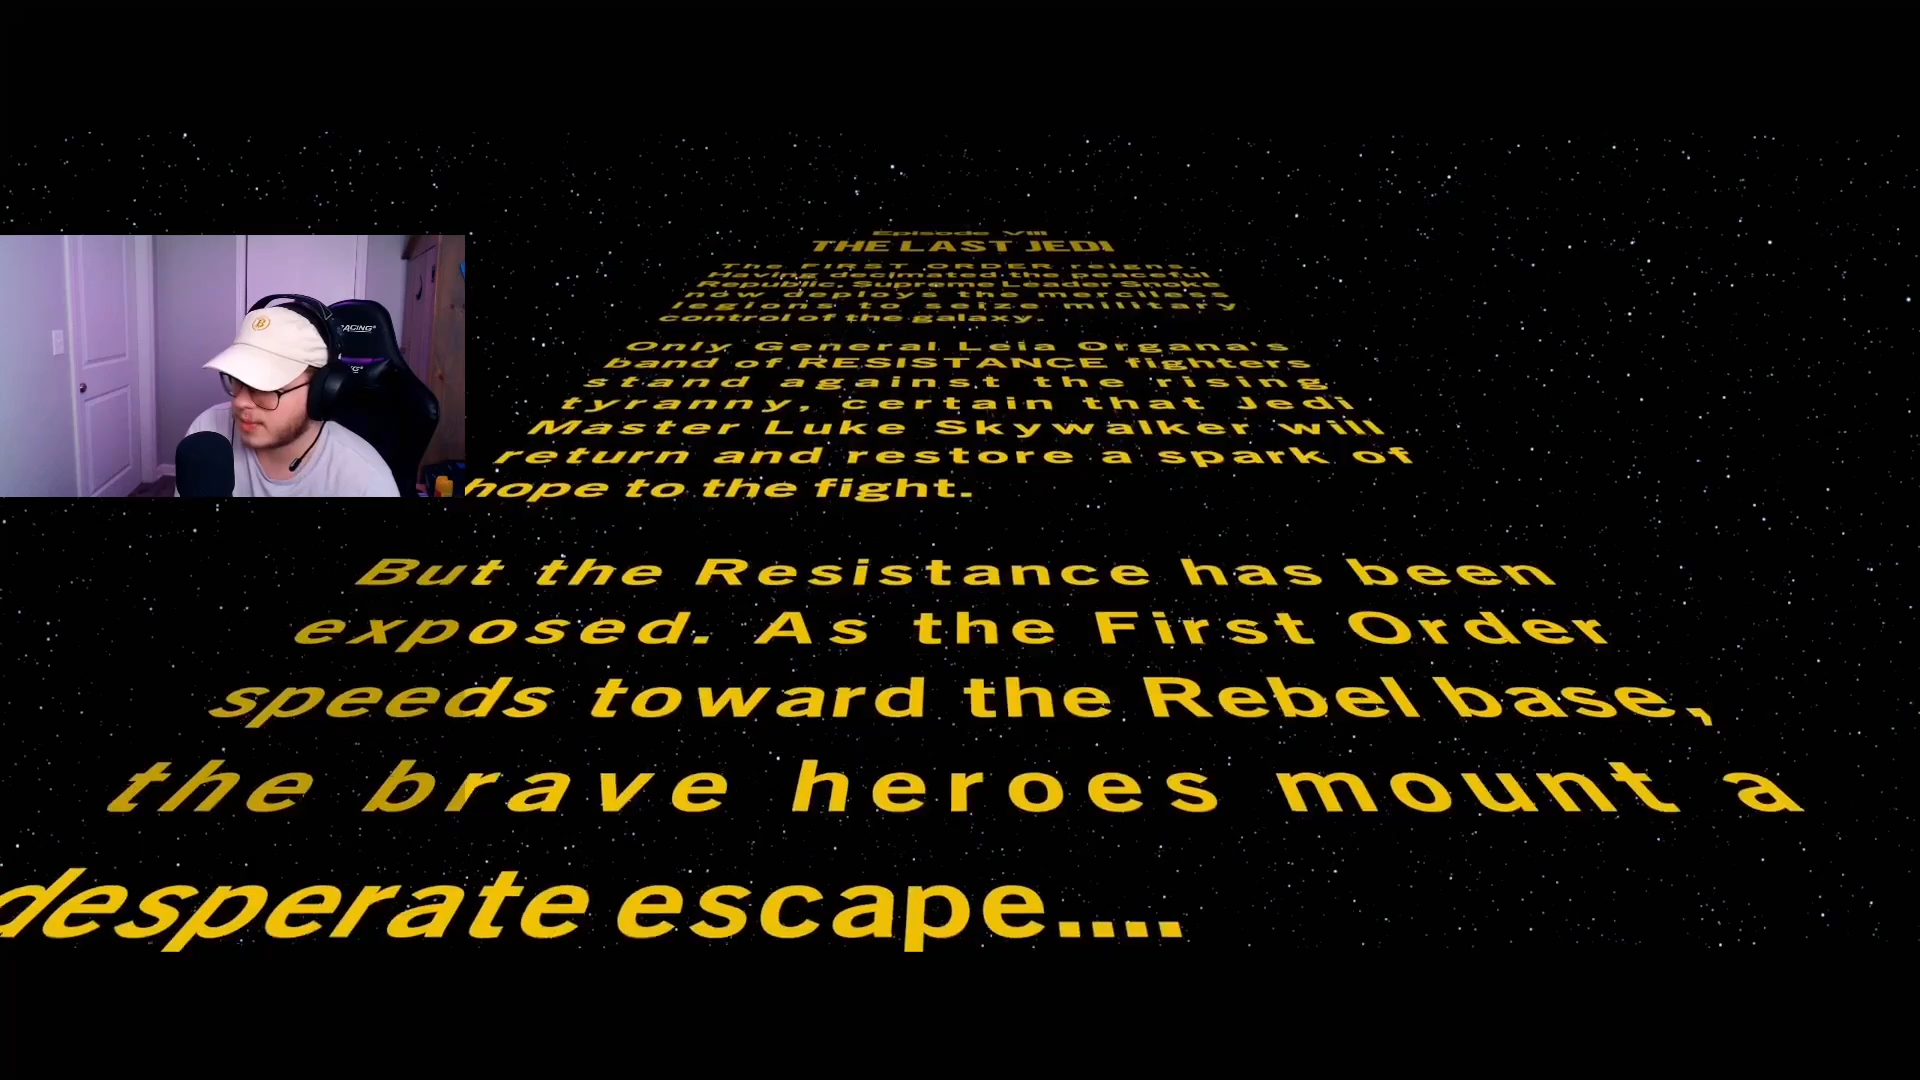 Episode VIII
THE LAST JEDI
The FIRST ORDER reigns.
Having decimated the peaceful
Republic, Supreme Leader Snoke
now deploys the merciless
legions to seize military
control of the galaxy.
Only General Leia Organa's
band of RESISTANCE fighters
stand against the rising
tyranny, certain that Jedi
Master Luke Skywalker will
return and restore a spark of
hope to the fight.
But the Resistance has been
exposed. As the First Order
speeds toward the Rebel base,
the brave heroes mount a
desperate escape....